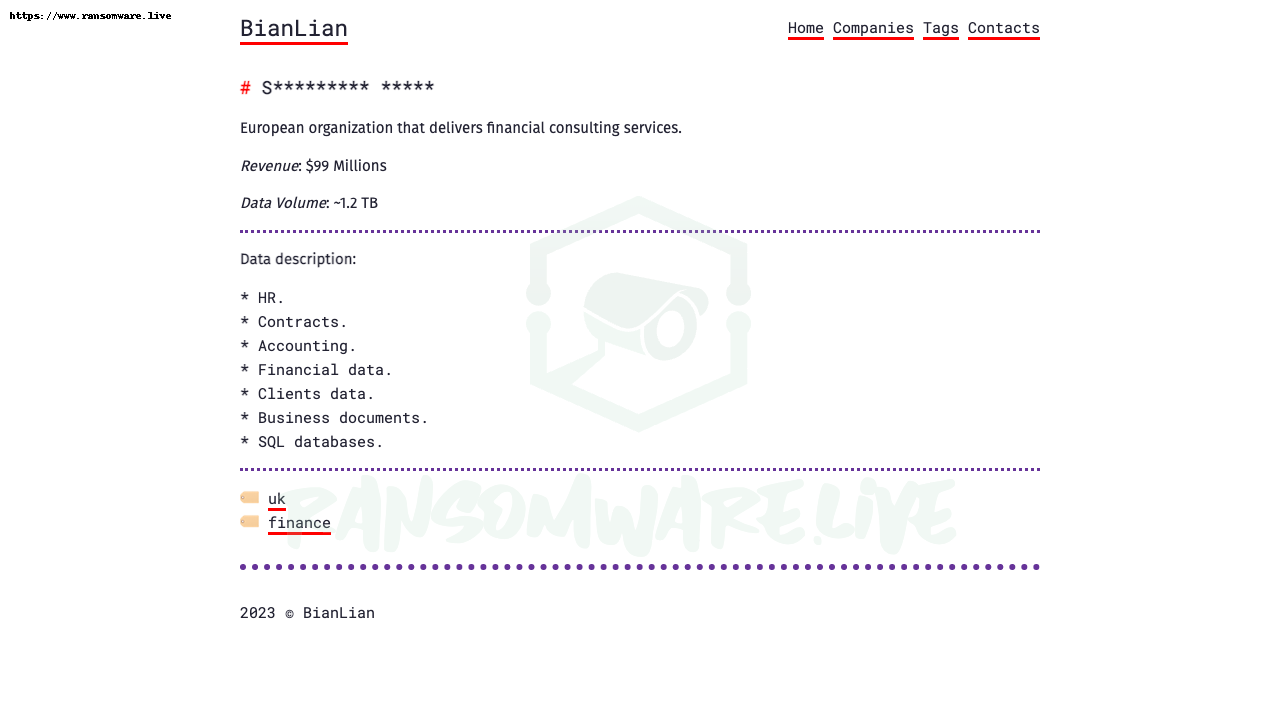 https://www.ransomware.live
BianLian
Home Companies Tags Contacts
# S********* *****
European organization that delivers financial consulting services.
Revenue: $99 Millions
Data Volume: ~1.2 TB
Data description:
* HR.
* Contracts.
* Accounting.
* Financial data.
* Clients data.
* Business documents.
* SQL databases.
uk
finance
RANSOMWARE.LiVE
2023 © BianLian